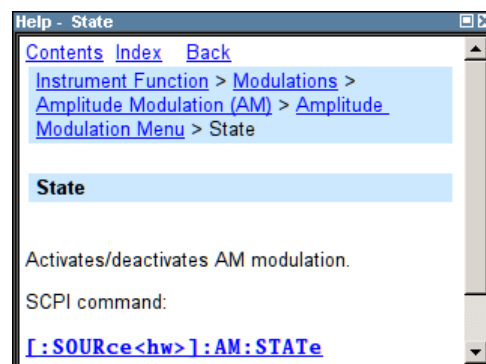 Help - State
Contents Index Back
Instrument Function > Modulations >
Amplitude Modulation (AM) > Amplitude
Modulation Menu > State
State
Activates/deactivates AM modulation.
SCPI command:
[:SOURce<hw>]:AM:STATe